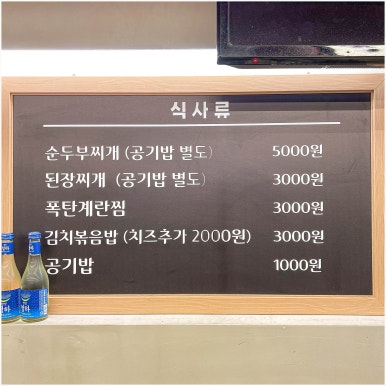 식사류
순두부찌개 (공기밥 별도) 5000원
된장찌개 (공기밥 별도) 3000원
폭탄계란찜 3000원
김치볶음밥 (치즈추가 2000원) 3000원
공기밥 1000원